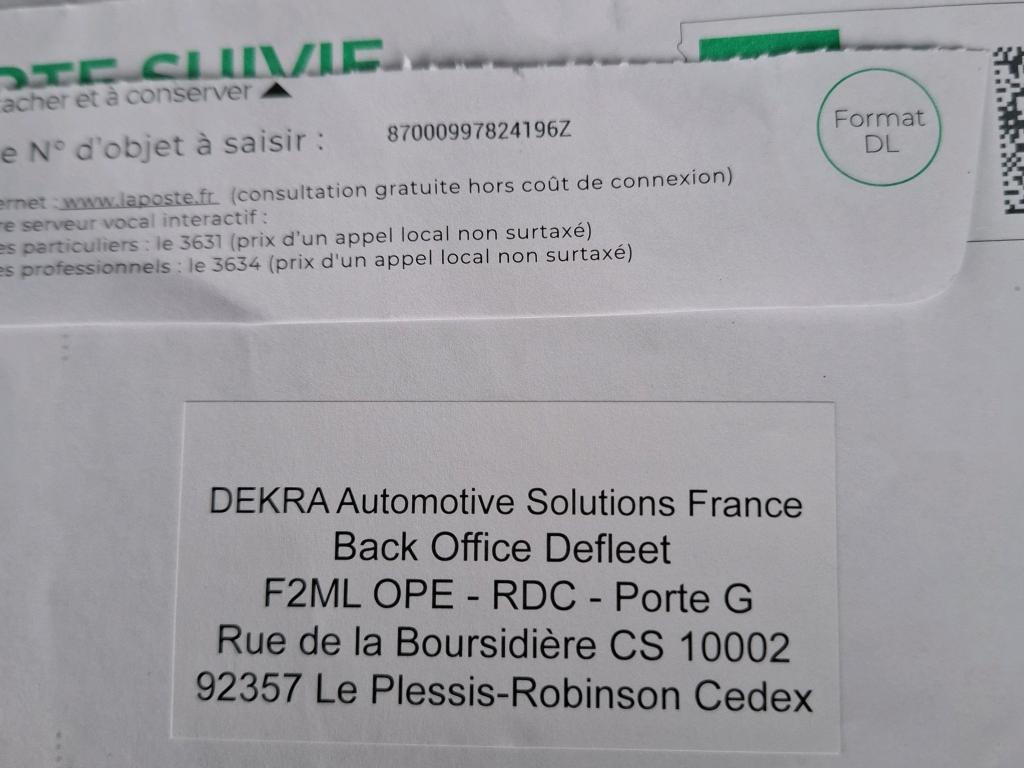 SUIVIE
acher et à conserver
e N° d'objet à saisir : 87000997824196Z
ernet : www.laposte.fr (consultation gratuite hors coût de connexion)
re serveur vocal interactif :
es particuliers : le 3631 (prix d'un appel local non surtaxé)
es professionnels : le 3634 (prix d'un appel local non surtaxé)
Format
DL
DEKRA Automotive Solutions France
Back Office Defleet
F2ML OPE - RDC - Porte G
Rue de la Boursidière CS 10002
92357 Le Plessis-Robinson Cedex